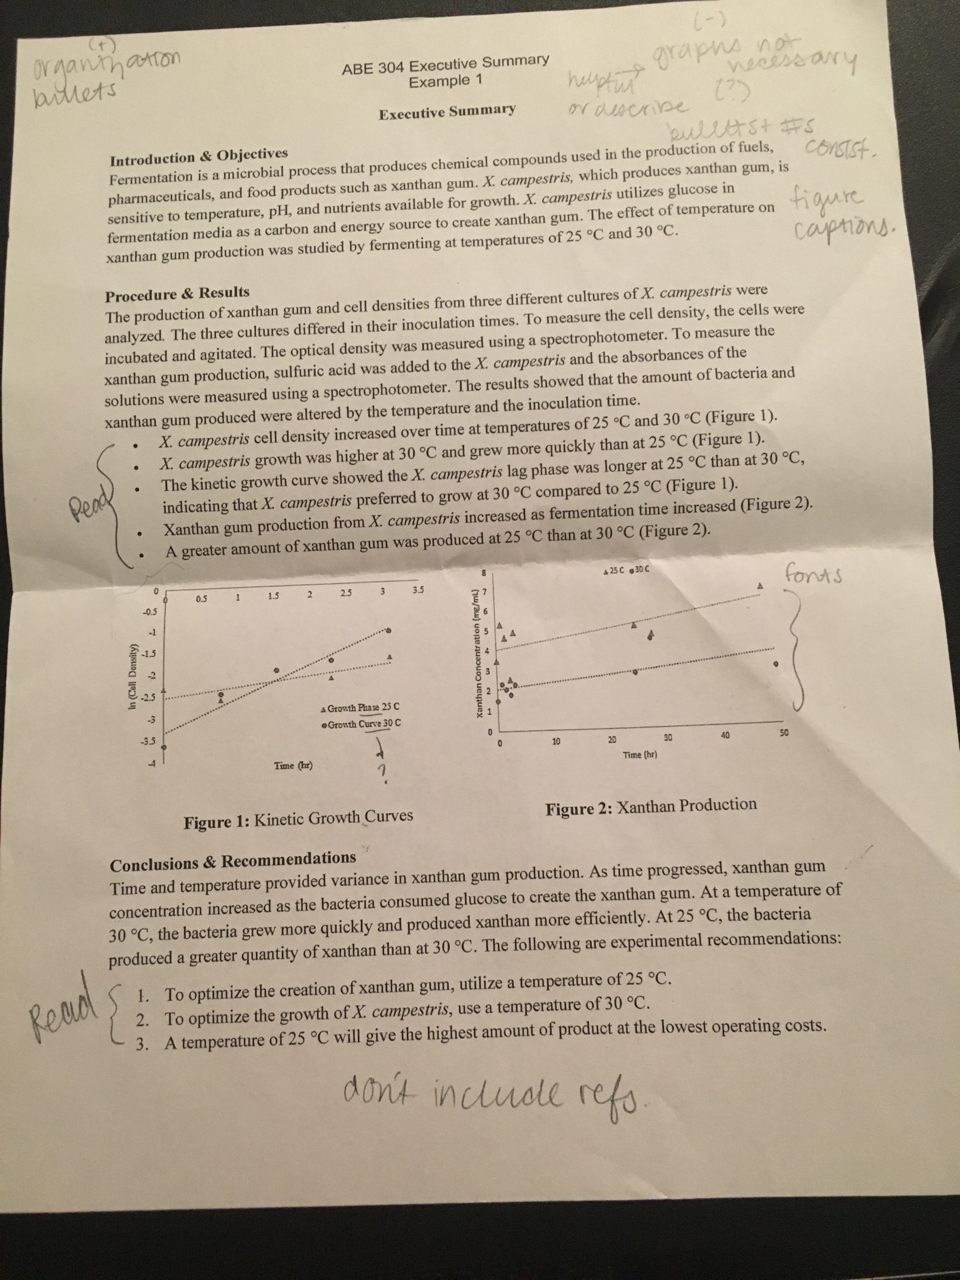 (+)
organization
bullets
(-)
graphs not
necessary
(?)
helpful
or describe
bullets + #s
consist.
figure
captions.
ABE 304 Executive Summary
Example 1
Executive Summary
Introduction & Objectives
Fermentation is a microbial process that produces chemical compounds used in the production of fuels,
pharmaceuticals, and food products such as xanthan gum. X. campestris, which produces xanthan gum, is
sensitive to temperature, pH, and nutrients available for growth. X. campestris utilizes glucose in
fermentation media as a carbon and energy source to create xanthan gum. The effect of temperature on
xanthan gum production was studied by fermenting at temperatures of 25 °C and 30 °C.
Procedure & Results
The production of xanthan gum and cell densities from three different cultures of X. campestris were
analyzed. The three cultures differed in their inoculation times. To measure the cell density, the cells were
incubated and agitated. The optical density was measured using a spectrophotometer. To measure the
xanthan gum production, sulfuric acid was added to the X. campestris and the absorbances of the
solutions were measured using a spectrophotometer. The results showed that the amount of bacteria and
xanthan gum produced were altered by the temperature and the inoculation time.
Read
• X. campestris cell density increased over time at temperatures of 25 °C and 30 °C (Figure 1).
• X. campestris growth was higher at 30 °C and grew more quickly than at 25 °C (Figure 1).
• The kinetic growth curve showed the X. campestris lag phase was longer at 25 °C than at 30 °C,
indicating that X. campestris preferred to grow at 30 °C compared to 25 °C (Figure 1).
• Xanthan gum production from X. campestris increased as fermentation time increased (Figure 2).
• A greater amount of xanthan gum was produced at 25 °C than at 30 °C (Figure 2).
0 0.5 1 1.5 2 2.5 3 3.5
0
-0.5
-1
-1.5
-2
-2.5
-3
-3.5
-4
ln (Cell Density)
Growth Phase 25 C
Growth Curve 30 C
?
Time (hr)
Figure 1: Kinetic Growth Curves
25 C 30 C
fonts
8
7
6
5
4
3
2
1
0
Xanthan Concentration (mg/mL)
0 10 20 30 40 50
Time (hr)
Figure 2: Xanthan Production
Conclusions & Recommendations
Time and temperature provided variance in xanthan gum production. As time progressed, xanthan gum
concentration increased as the bacteria consumed glucose to create the xanthan gum. At a temperature of
30 °C, the bacteria grew more quickly and produced xanthan more efficiently. At 25 °C, the bacteria
produced a greater quantity of xanthan than at 30 °C. The following are experimental recommendations:
Read
1. To optimize the creation of xanthan gum, utilize a temperature of 25 °C.
2. To optimize the growth of X. campestris, use a temperature of 30 °C.
3. A temperature of 25 °C will give the highest amount of product at the lowest operating costs.
don't include refs.